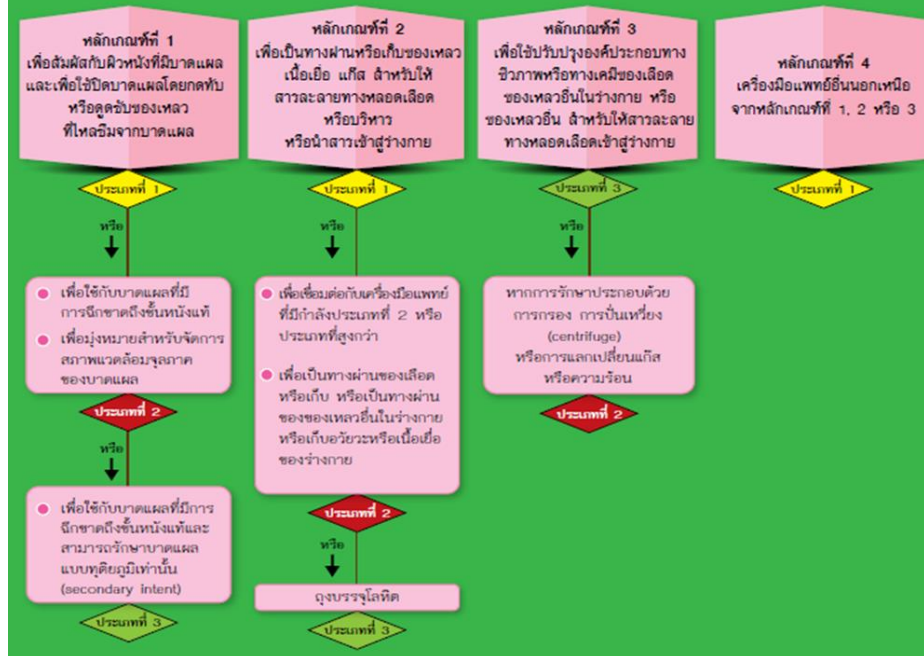 หลักเกณฑ์ที่ 1
เพื่อสัมผัสกับผิวหนังที่มีบาดแผล
และเพื่อใช้ปิดบาดแผลโดยกดทับ
หรือดูดซับของเหลว
ที่ไหลซึมจากบาดแผล
ประเภทที่ 1
หรือ
เพื่อใช้กับบาดแผลที่มี
การฉีกขาดถึงชั้นหนังแท้
เพื่อมุ่งหมายสำหรับจัดการ
สภาพแวดล้อมจุลภาค
ของบาดแผล
ประเภทที่ 2
หรือ
เพื่อใช้กับบาดแผลที่มีการ
ฉีกขาดถึงชั้นหนังแท้และ
สามารถรักษาบาดแผล
แบบทุติยภูมิเท่านั้น
(secondary intent)
ประเภทที่ 3
หลักเกณฑ์ที่ 2
เพื่อเป็นทางผ่านหรือเก็บของเหลว
เนื้อเยื่อ แก๊ส สำหรับให้
สารละลายทางหลอดเลือด
หรือบริหาร
หรือนำสารเข้าสู่ร่างกาย
ประเภทที่ 1
หรือ
เพื่อเชื่อมต่อกับเครื่องมือแพทย์
ที่มีกำลังประเภทที่ 2 หรือ
ประเภทที่สูงกว่า
เพื่อเป็นทางผ่านของเลือด
หรือเก็บ หรือเป็นทางผ่าน
ของของเหลวอื่นในร่างกาย
หรือเก็บอวัยวะหรือเนื้อเยื่อ
ของร่างกาย
ประเภทที่ 2
หรือ
ถุงบรรจุโลหิต
ประเภทที่ 3
หลักเกณฑ์ที่ 3
เพื่อใช้ปรับปรุงองค์ประกอบทาง
ชีวภาพหรือทางเคมีของเลือด
ของเหลวอื่นในร่างกาย หรือ
ของเหลวอื่น สำหรับให้สารละลาย
ทางหลอดเลือดเข้าสู่ร่างกาย
ประเภทที่ 3
หรือ
หากการรักษาประกอบด้วย
การกรอง การปั่นเหวี่ยง
(centrifuge)
หรือการแลกเปลี่ยนแก๊ส
หรือความร้อน
ประเภทที่ 2
หลักเกณฑ์ที่ 4
เครื่องมือแพทย์อื่นนอกเหนือ
จากหลักเกณฑ์ที่ 1, 2 หรือ 3
ประเภทที่ 1